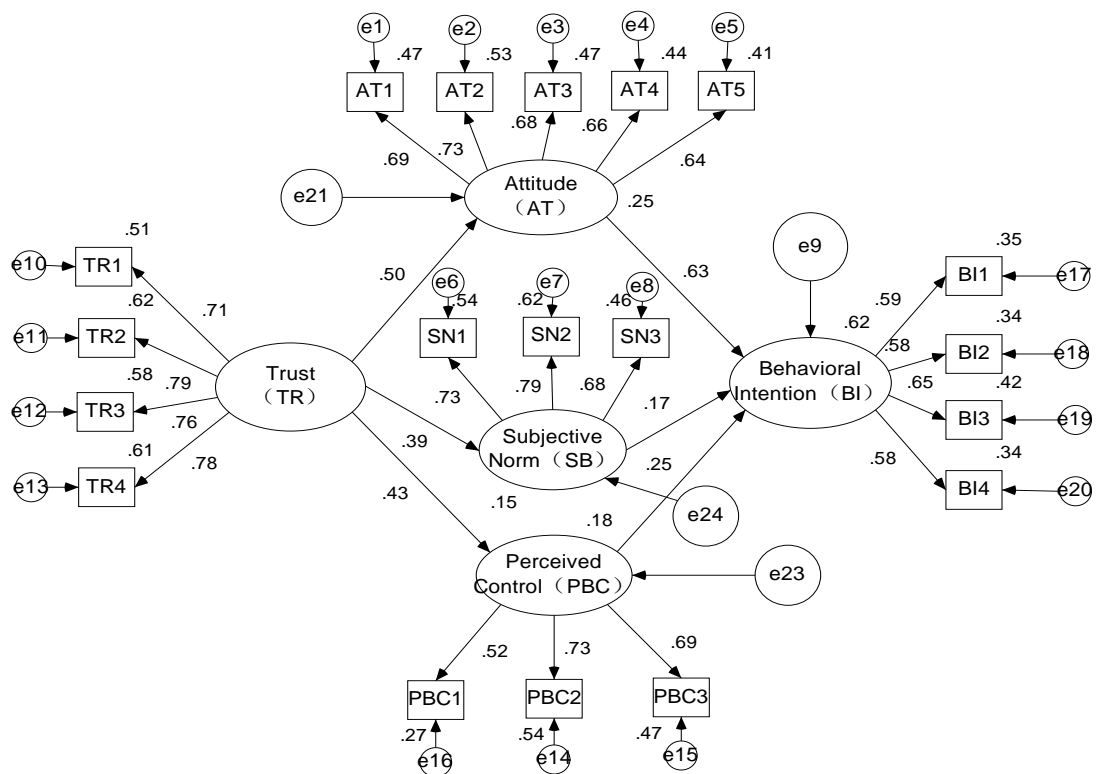 e1
e2
e3
e4
e5
.47
.53
.47
.44
.41
AT1
AT2
AT3
AT4
AT5
.69
.73
.68
.66
.64
e21
Attitude
（AT）
.25
e9
.51
e10
TR1
.71
.62
e11
TR2
.79
.58
e12
TR3
.76
.61
e13
TR4
.78
Trust
（TR）
.50
.39
.43
e6
e7
e8
.54
.62
.46
SN1
SN2
SN3
.73
.79
.68
Subjective
Norm（SB）
.15
e24
.63
.17
.25
.62
Behavioral
Intention（BI）
.35
BI1
e17
.59
.34
BI2
e18
.58
.42
BI3
e19
.65
.34
BI4
e20
.58
.18
Perceived
Control（PBC）
e23
.52
.73
.69
PBC1
PBC2
PBC3
.27
.54
.47
e16
e14
e15